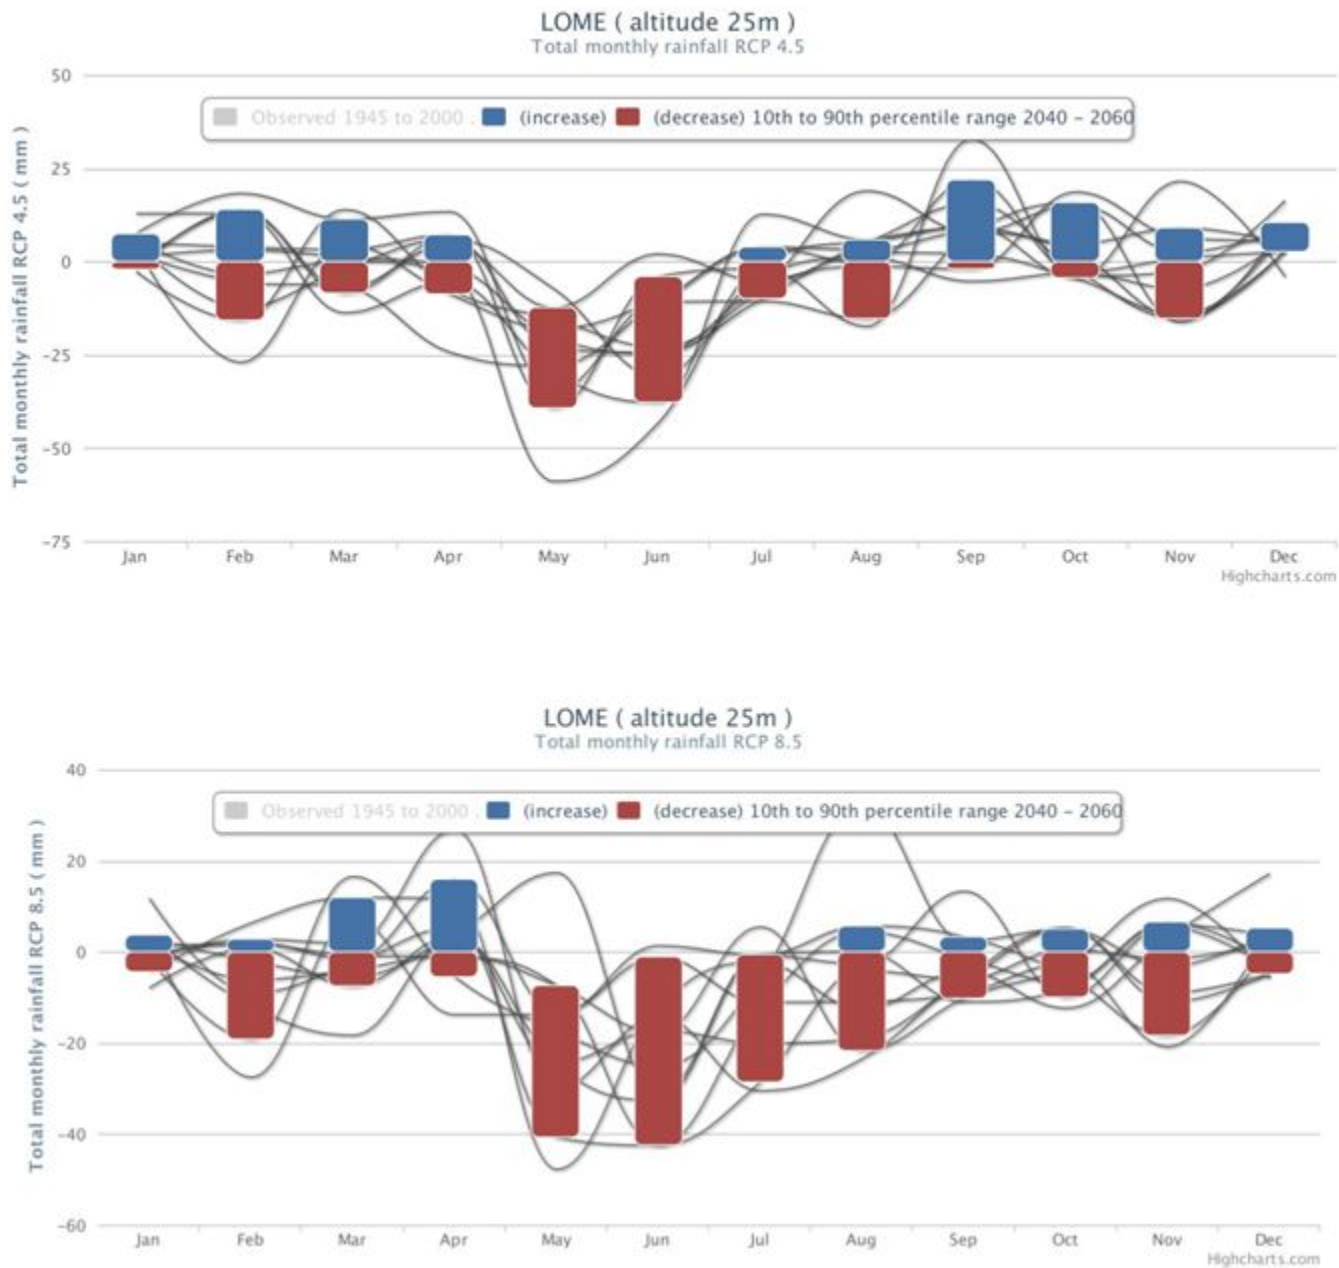 LOME ( altitude 25m )
Total monthly rainfall RCP 4.5
50
Observed 1945 to 2000 . (increase) (decrease) 10th to 90th percentile range 2040 – 2060
25
0
-25
-50
-75
Total monthly rainfall RCP 4.5 ( mm )
Jan Feb Mar Apr May Jun Jul Aug Sep Oct Nov Dec
Highcharts.com
LOME ( altitude 25m )
Total monthly rainfall RCP 8.5
40
Observed 1945 to 2000 . (increase) (decrease) 10th to 90th percentile range 2040 – 2060
20
0
-20
-40
-60
Total monthly rainfall RCP 8.5 ( mm )
Jan Feb Mar Apr May Jun Jul Aug Sep Oct Nov Dec
Highcharts.com